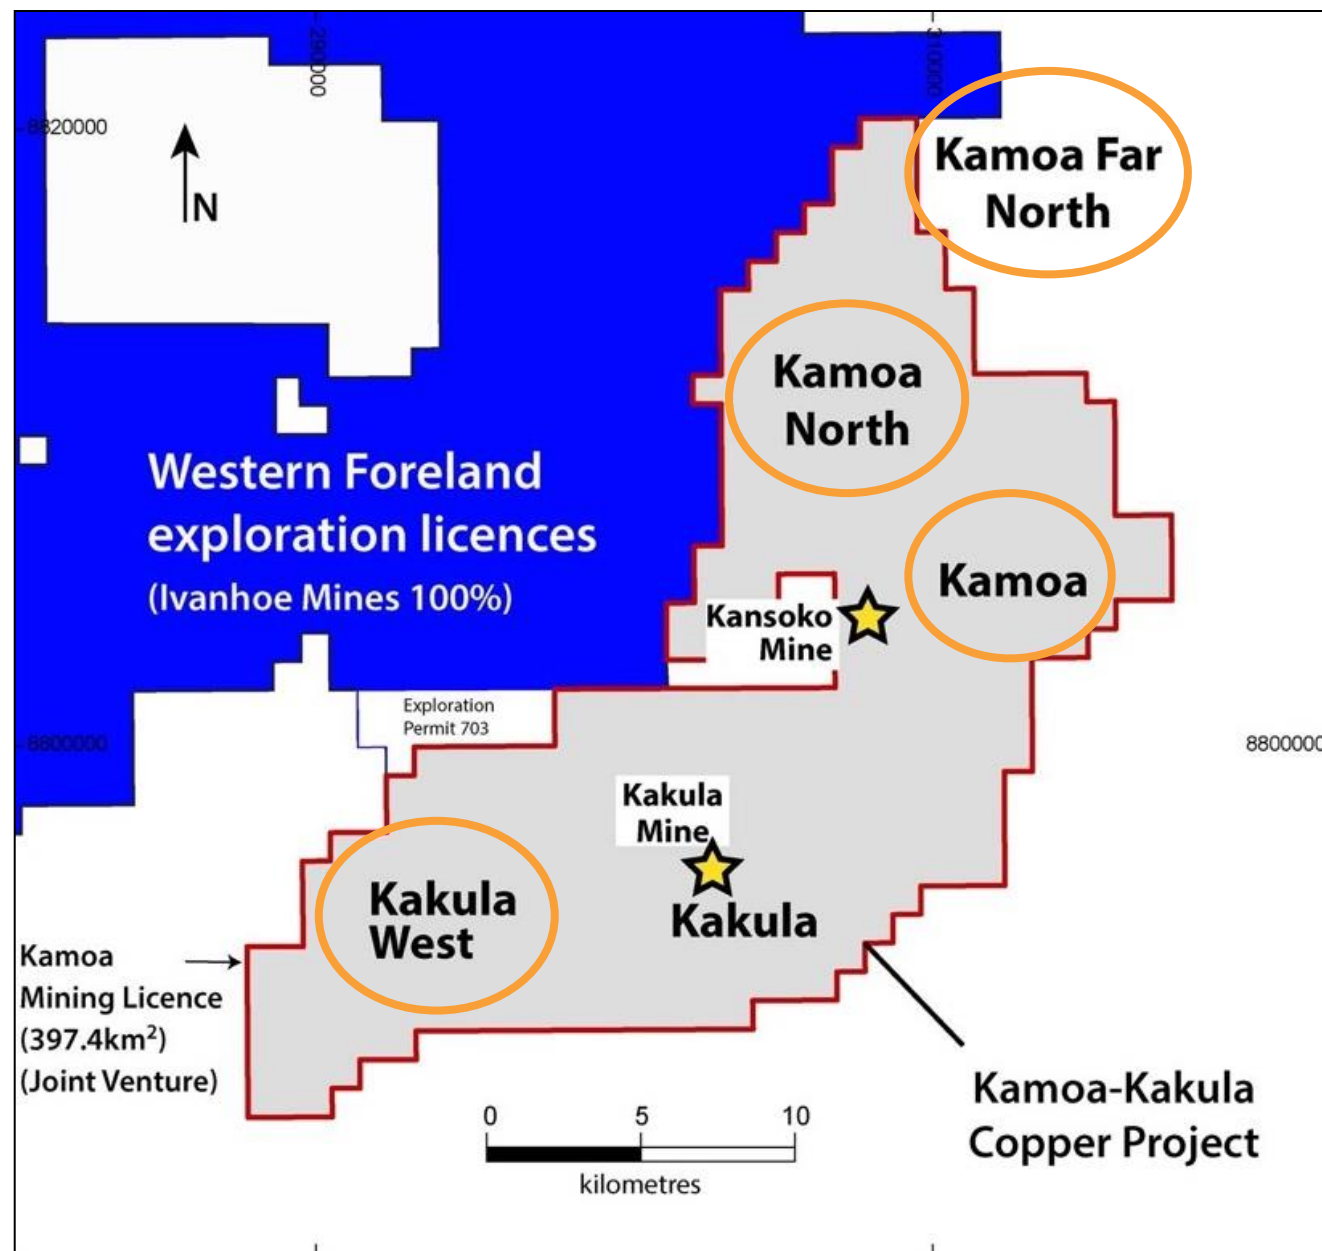 290000
310000
8820000
N
Kamoa Far
North
Kamoa
North
Western Foreland
exploration licences
(Ivanhoe Mines 100%)
Kamoa
Kansoko
Mine
Exploration
Permit 703
8800000
8800000
Kakula
Mine
Kakula
West
Kakula
Kamoa
Mining Licence
(397.4km²)
(Joint Venture)
Kamoa-Kakula
Copper Project
0 5 10
kilometres